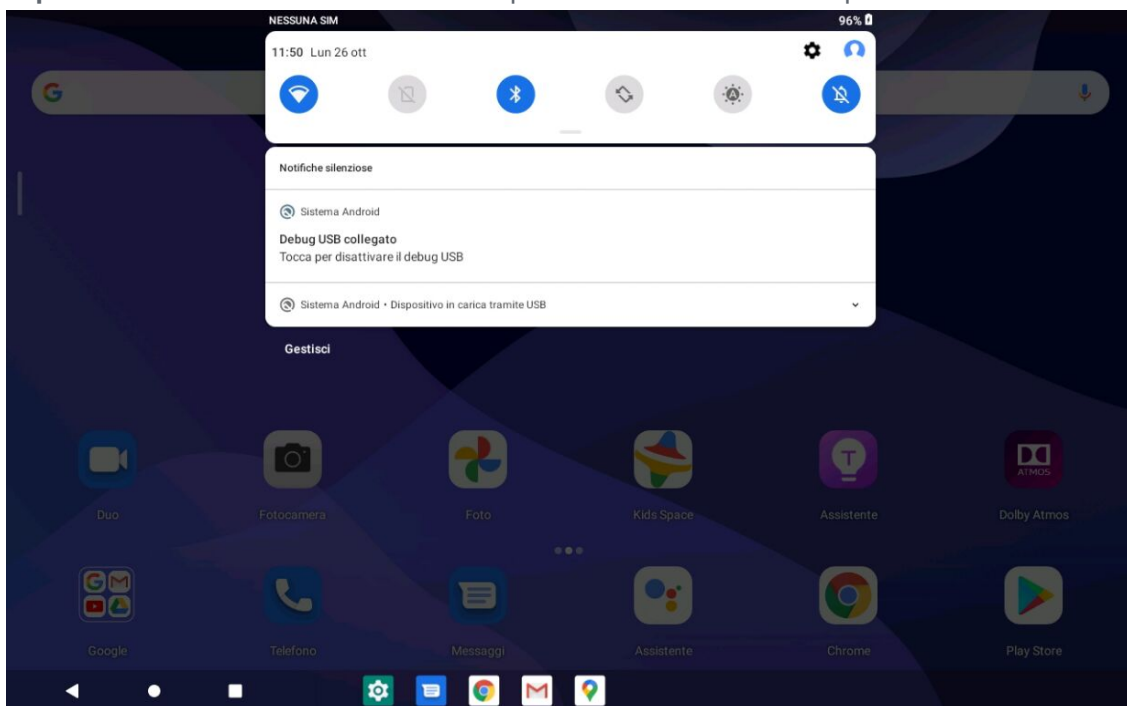 NESSUNA SIM 96%
11:50 Lun 26 ott
Notifiche silenziose
Sistema Android
Debug USB collegato
Tocca per disattivare il debug USB
Sistema Android • Dispositivo in carica tramite USB
Gestisci
Duo Fotocamera Foto Kids Space Assistente Dolby Atmos
Google Telefono Messaggi Assistente Chrome Play Store